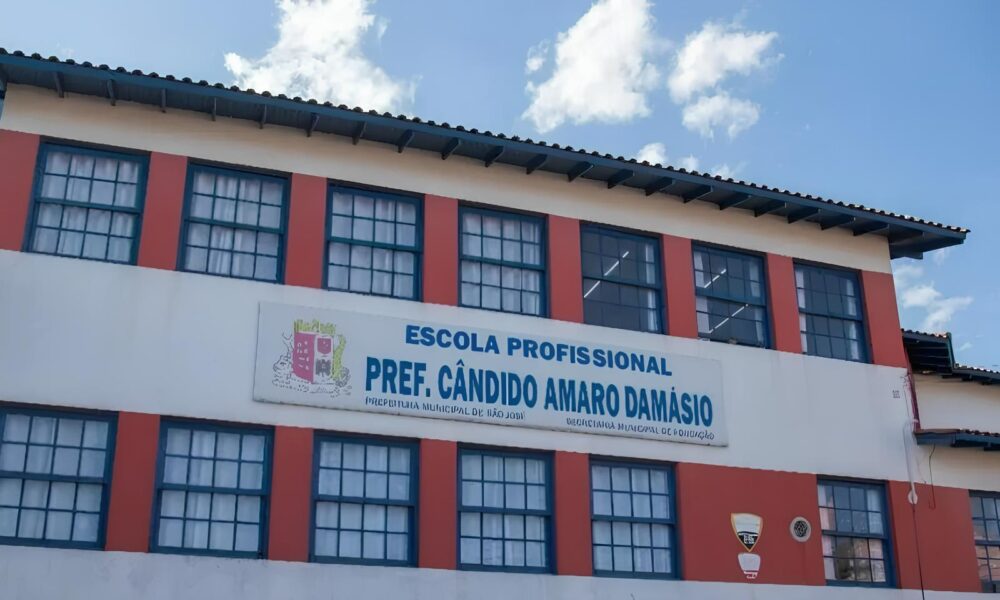 ESCOLA PROFISSIONAL
PREF. CÂNDIDO AMARO DAMÁSIO
PREFEITURA MUNICIPAL DE SÃO JOSÉ
SECRETARIA MUNICIPAL DE EDUCAÇÃO